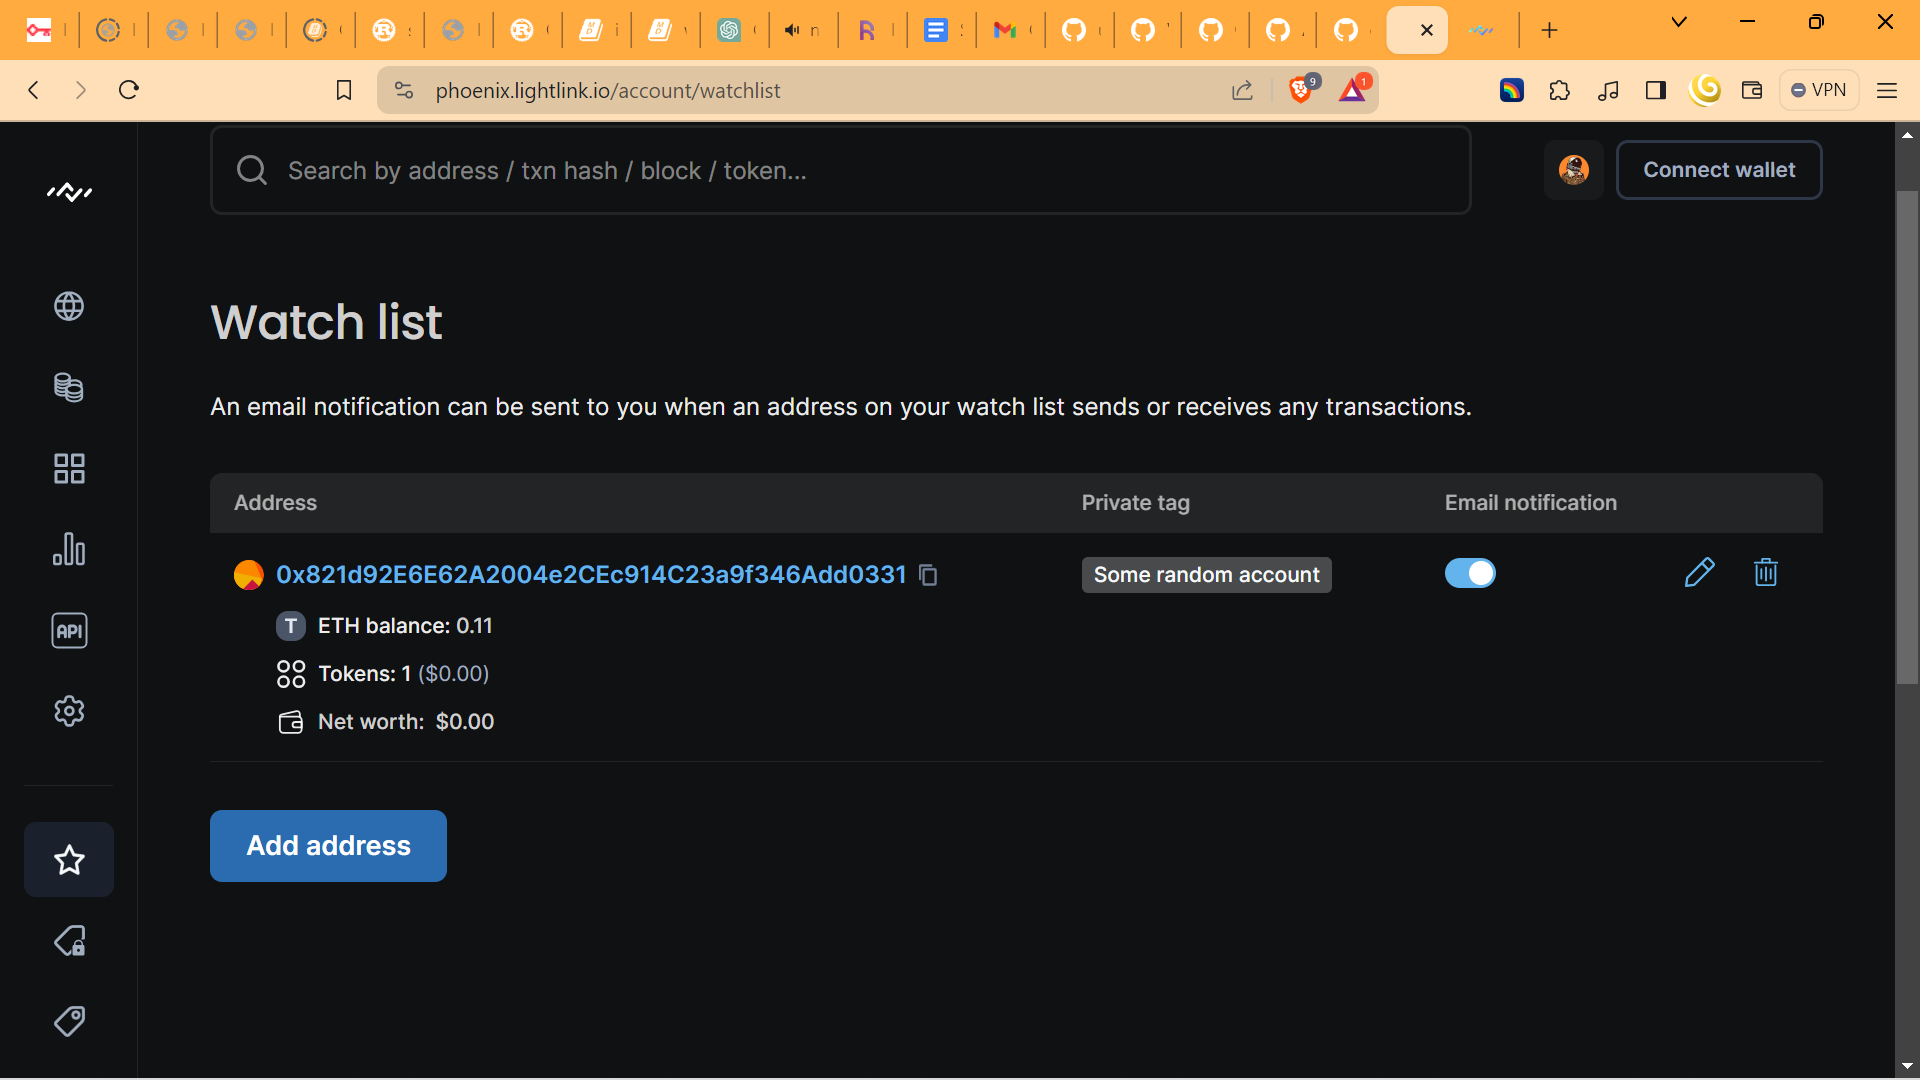 phoenix.lightlink.io/account/watchlist
9
1
VPN
Search by address / txn hash / block / token...
Connect wallet
Watch list
An email notification can be sent to you when an address on your watch list sends or receives any transactions.
Address Private tag Email notification
0x821d92E6E62A2004e2CEc914C23a9f346Add0331 Some random account
T ETH balance: 0.11
Tokens: 1 ($0.00)
API
Net worth: $0.00
Add address